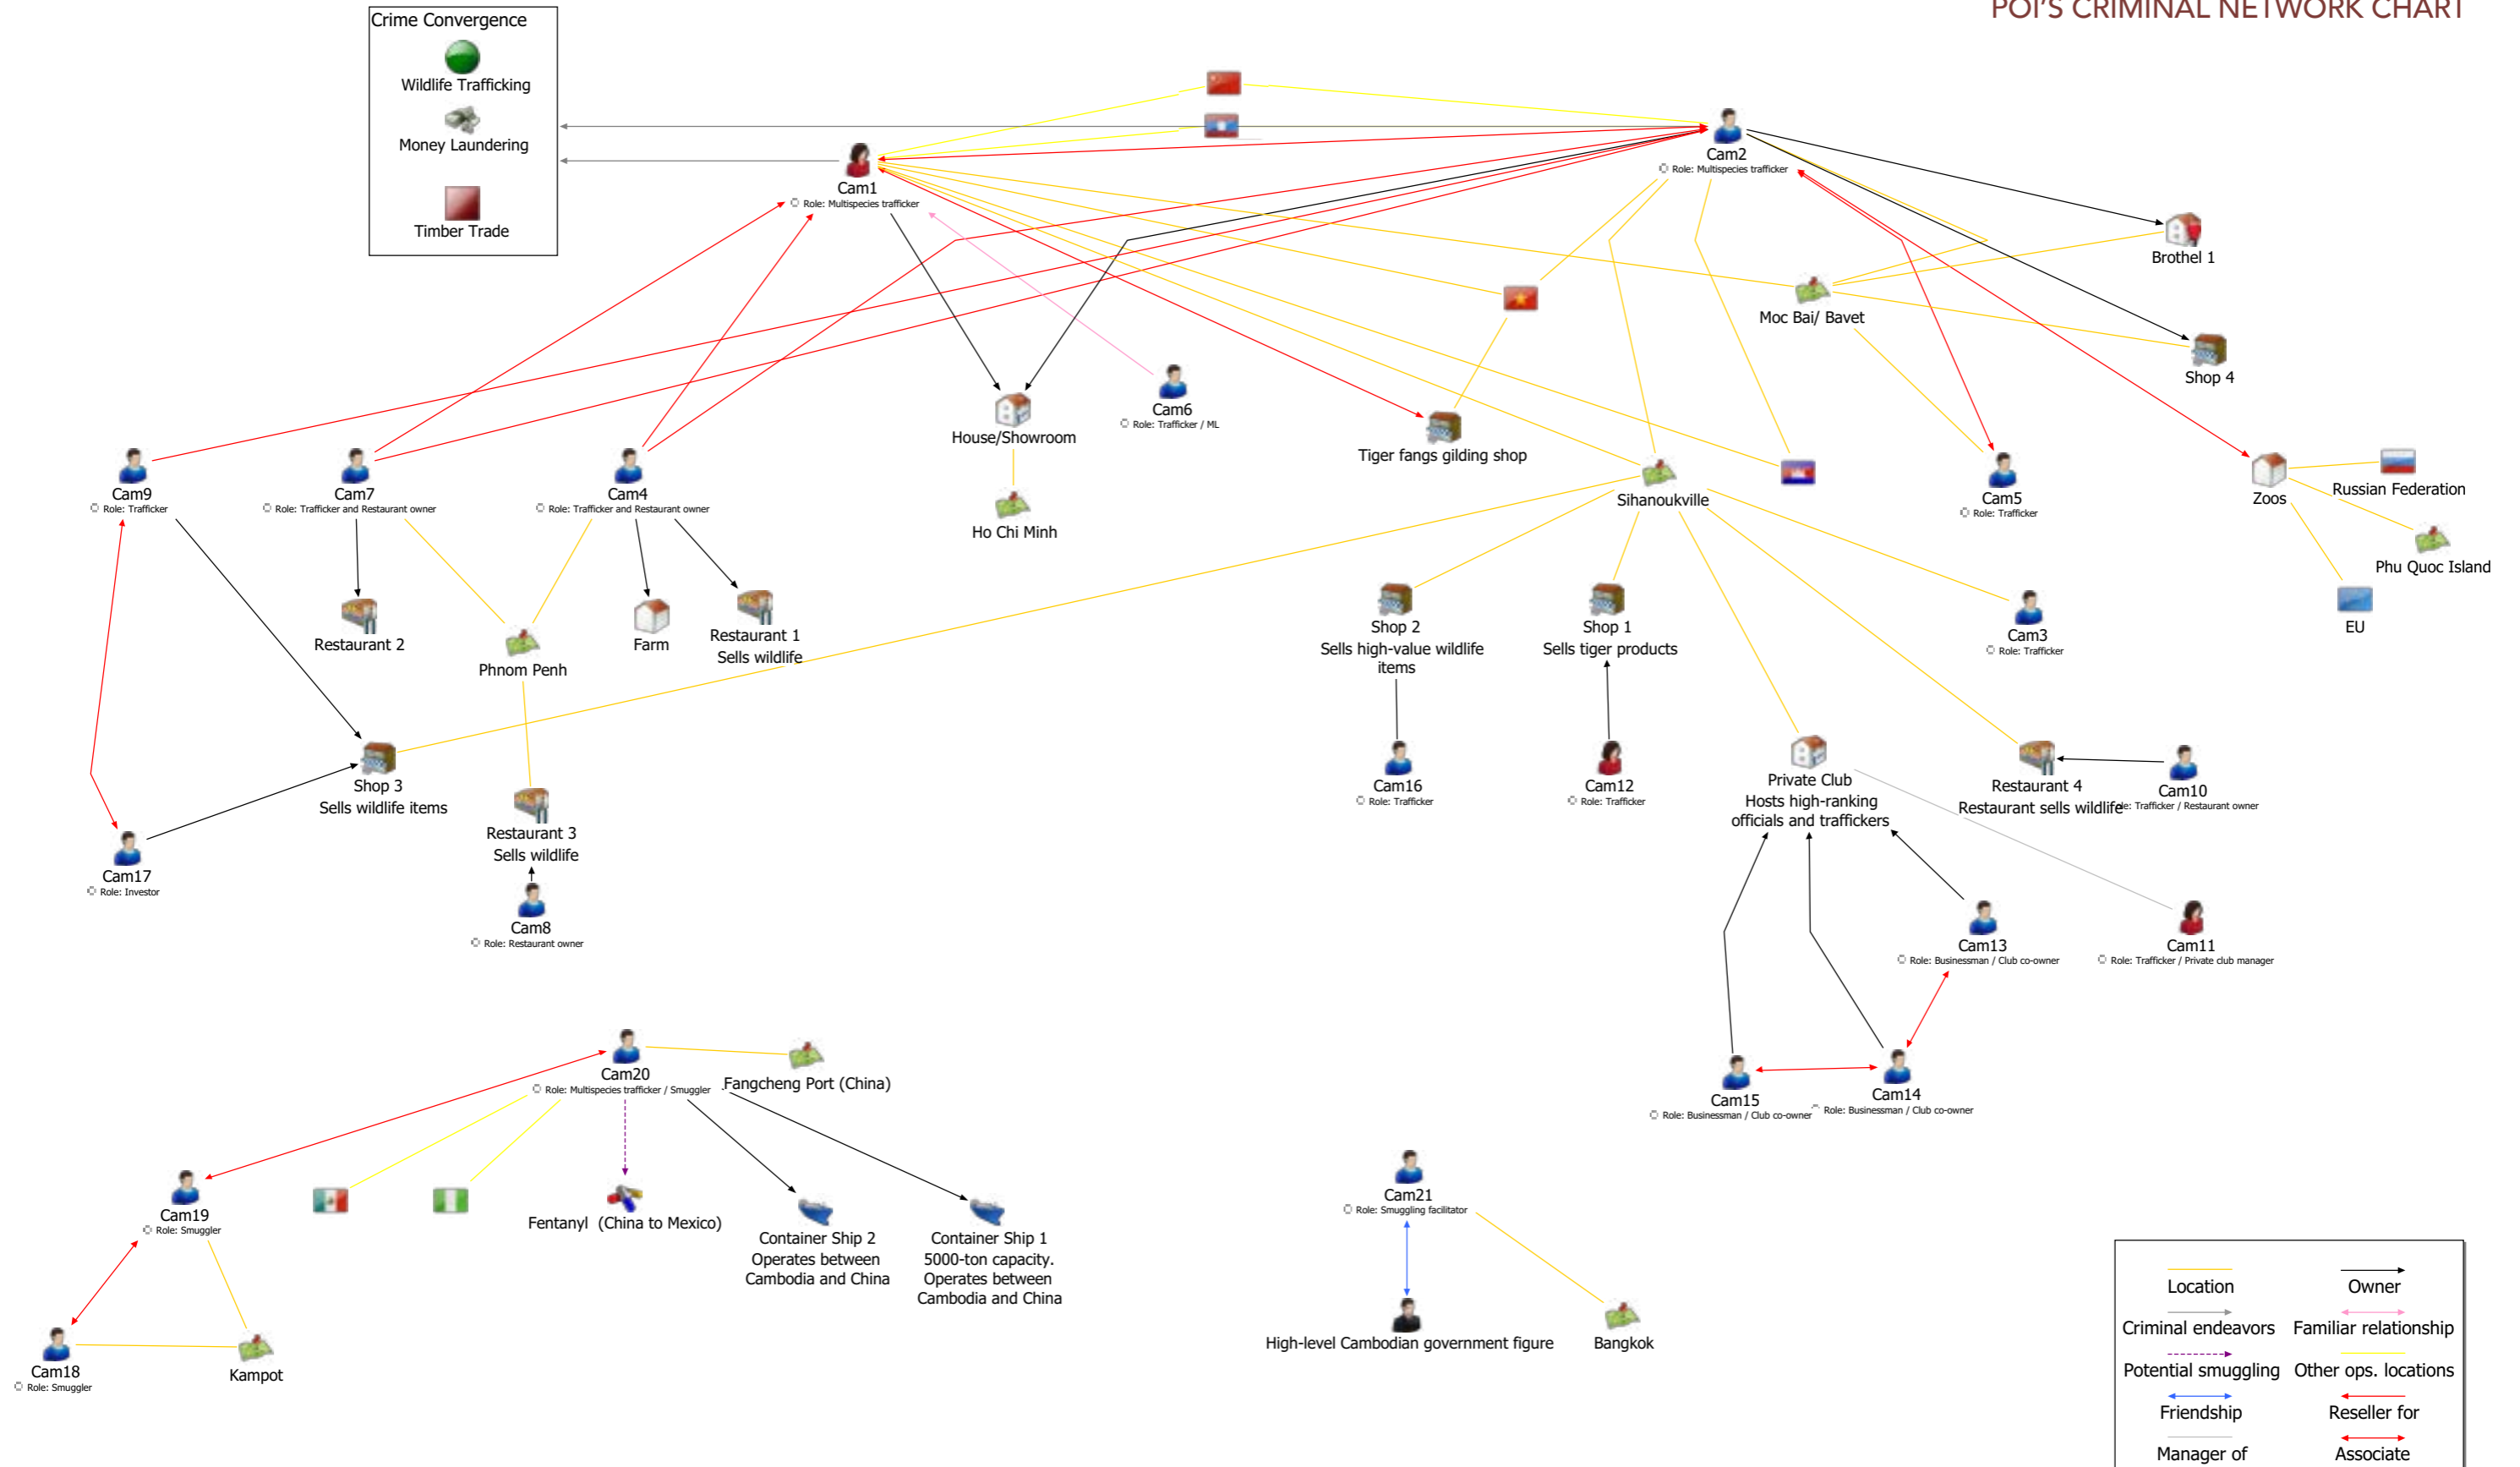 POI'S CRIMINAL NETWORK CHART
Crime Convergence
Wildlife Trafficking
Money Laundering
Timber Trade
Cam1
Role: Multispecies trafficker
Cam2
Role: Multispecies trafficker
Brothel 1
Moc Bai/ Bavet
Shop 4
House/Showroom
Cam6
Role: Trafficker / ML
Tiger fangs gilding shop
Cam9
Role: Trafficker
Cam7
Role: Trafficker and Restaurant owner
Cam4
Role: Trafficker and Restaurant owner
Ho Chi Minh
Sihanoukville
Cam5
Role: Trafficker
Zoos
Russian Federation
Phu Quoc Island
EU
Restaurant 2
Phnom Penh
Farm
Restaurant 1
Sells wildlife
Shop 2
Sells high-value wildlife
items
Shop 1
Sells tiger products
Cam3
Role: Trafficker
Shop 3
Sells wildlife items
Restaurant 3
Sells wildlife
Cam16
Role: Trafficker
Cam12
Role: Trafficker
Private Club
Hosts high-ranking
officials and traffickers
Restaurant 4
Restaurant sells wildlife
Cam10
Trafficker / Restaurant owner
Cam17
Role: Investor
Cam8
Role: Restaurant owner
Cam13
Role: Businessman / Club co-owner
Cam11
Role: Trafficker / Private club manager
Cam20
Role: Multispecies trafficker / Smuggler
Fangcheng Port (China)
Cam15
Role: Businessman / Club co-owner
Cam14
Role: Businessman / Club co-owner
Cam19
Role: Smuggler
Fentanyl (China to Mexico)
Container Ship 2
Operates between
Cambodia and China
Container Ship 1
5000-ton capacity.
Operates between
Cambodia and China
Cam21
Role: Smuggling facilitator
High-level Cambodian government figure
Bangkok
Cam18
Role: Smuggler
Kampot
Location
Owner
Criminal endeavors
Familiar relationship
Potential smuggling
Other ops. locations
Friendship
Reseller for
Manager of
Associate